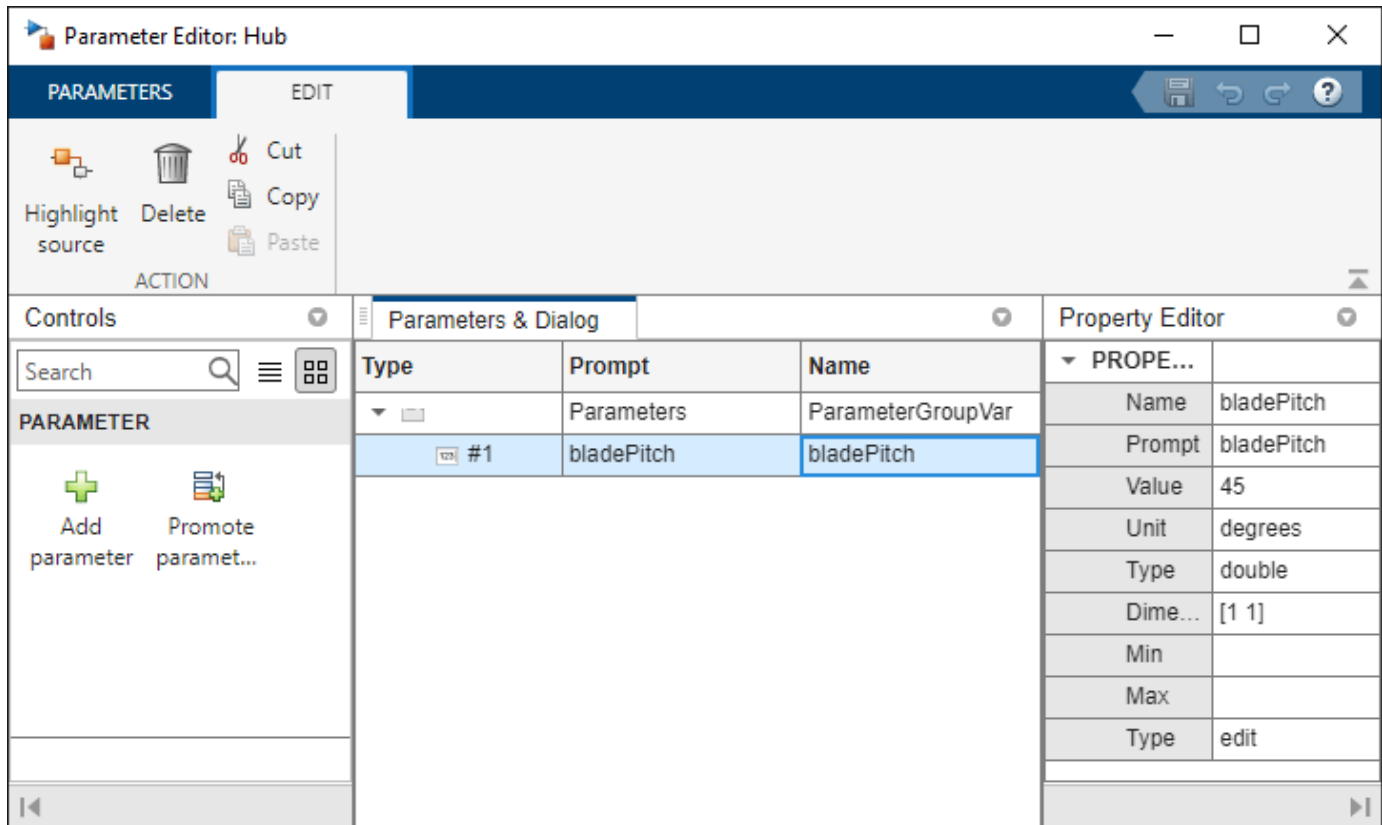 Parameter Editor: Hub
PARAMETERS EDIT
Highlight source
Delete
Cut
Copy
Paste
ACTION
Controls
Search
PARAMETER
Add parameter
Promote paramet...
Parameters & Dialog
Type Prompt Name
Parameters ParameterGroupVar
#1 bladePitch bladePitch
Property Editor
PROPE...
Name bladePitch
Prompt bladePitch
Value 45
Unit degrees
Type double
Dime... [1 1]
Min
Max
Type edit